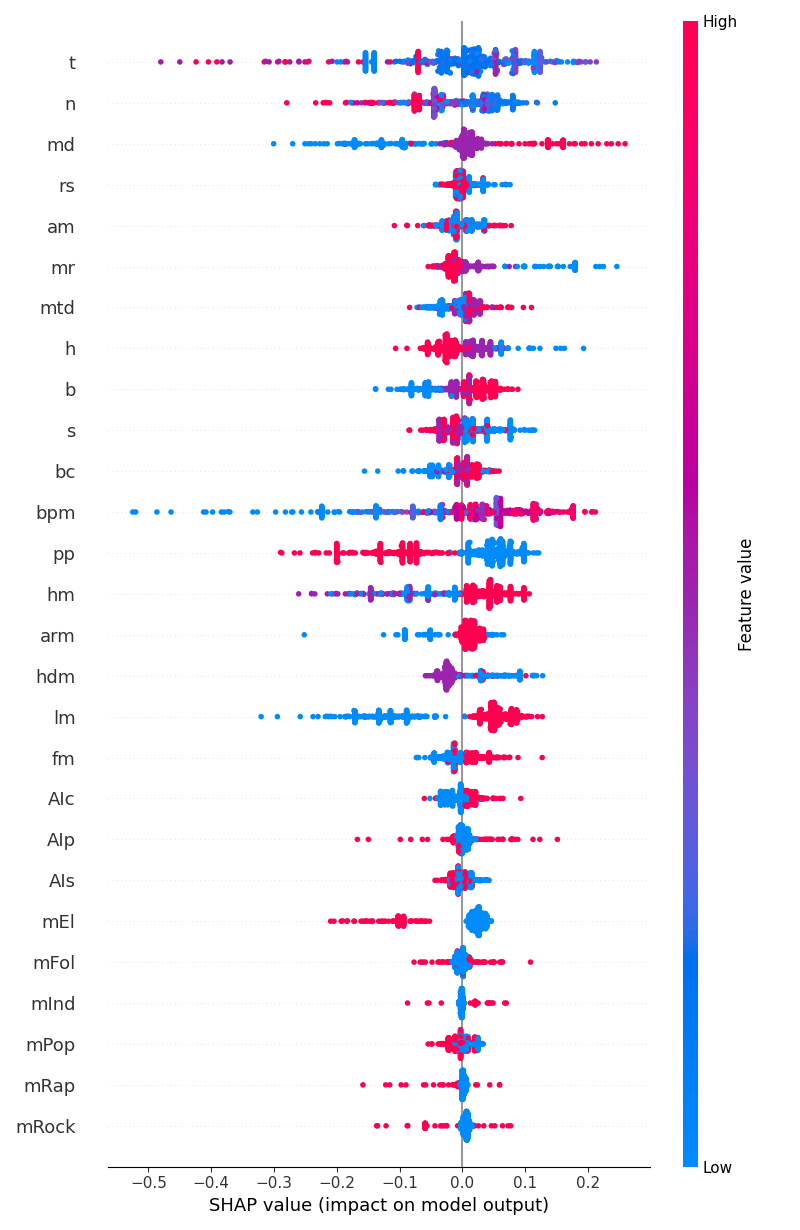 High
t
n
md
rs
am
mr
mtd
h
b
s
bc
bpm
pp
hm
arm
hdm
lm
fm
AIc
AIp
AIs
mEl
mFol
mInd
mPop
mRap
mRock
Feature value
Low
−0.5 −0.4 −0.3 −0.2 −0.1 0.0 0.1 0.2
SHAP value (impact on model output)